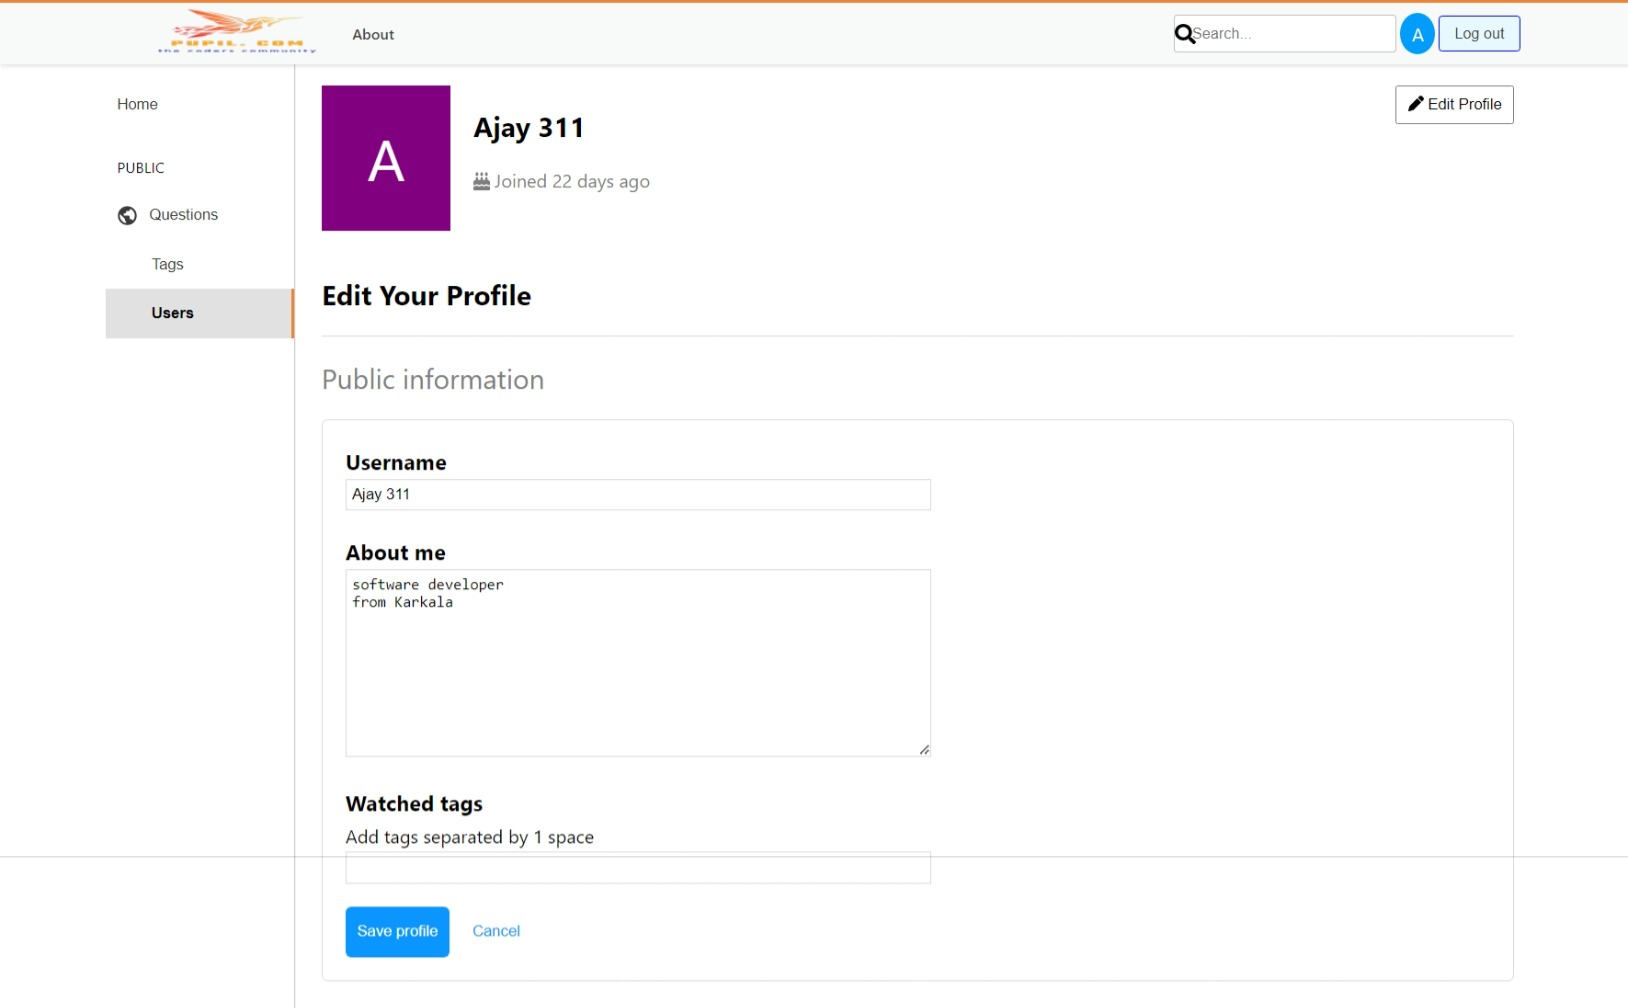 PUPIL. COM
the coders community
About
Search...
A
Log out
Home
PUBLIC
Questions
Tags
Users
A
Ajay 311
Joined 22 days ago
Edit Profile
Edit Your Profile
Public information
Username
Ajay 311
About me
software developer
from Karkala
Watched tags
Add tags separated by 1 space
Save profile
Cancel